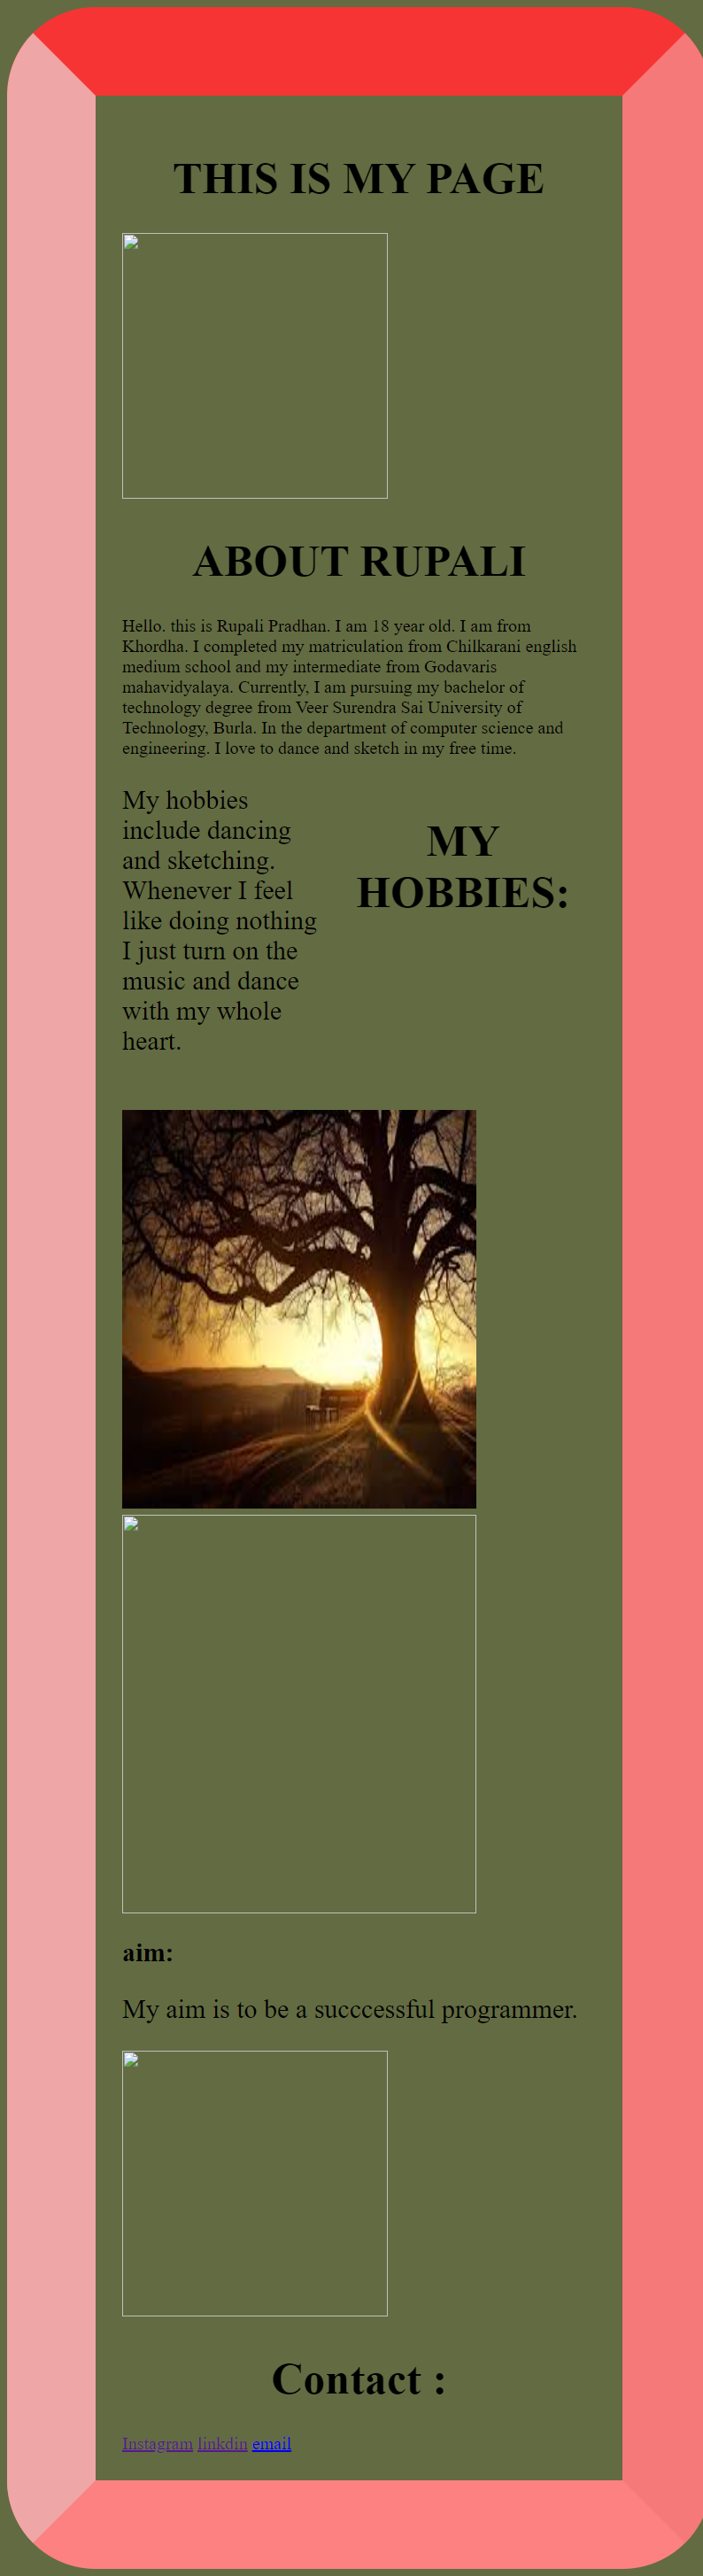 THIS IS MY PAGE
ABOUT RUPALI
Hello. this is Rupali Pradhan. I am 18 year old. I am from
Khordha. I completed my matriculation from Chilkarani english
medium school and my intermediate from Godavaris
mahavidyalaya. Currently, I am pursuing my bachelor of
technology degree from Veer Surendra Sai University of
Technology, Burla. In the department of computer science and
engineering. I love to dance and sketch in my free time.
MY
HOBBIES:
My hobbies
include dancing
and sketching.
Whenever I feel
like doing nothing
I just turn on the
music and dance
with my whole
heart.
aim:
My aim is to be a succcessful programmer.
Contact :
Instagram linkdin email